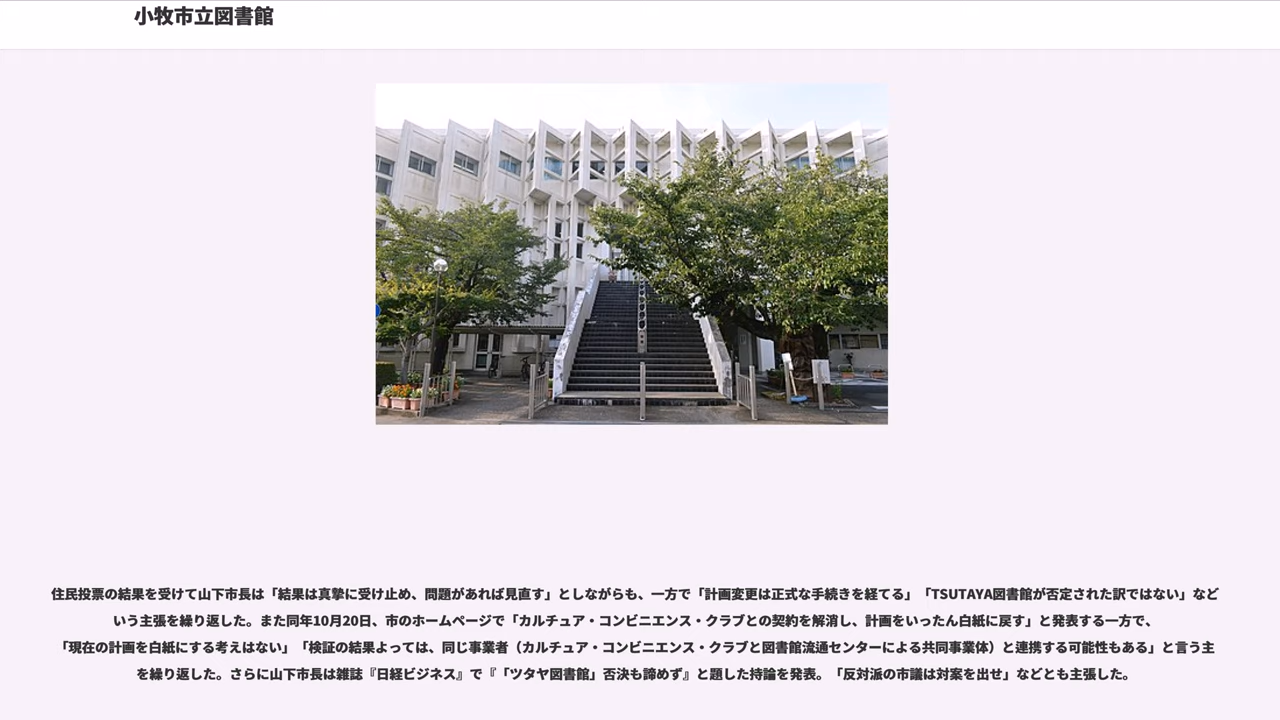 小牧市立図書館
住民投票の結果を受けて山下市長は「結果は真摯に受け止め、問題があれば見直す」としながらも、一方で「計画変更は正式な手続きを経てる」「TSUTAYA図書館が否定された訳ではない」など
いう主張を繰り返した。また同年10月20日、市のホームページで「カルチュア・コンビニエンス・クラブとの契約を解消し、計画をいったん白紙に戻す」と発表する一方で、
「現在の計画を白紙にする考えはない」「検証の結果よっては、同じ事業者（カルチュア・コンビニエンス・クラブと図書館流通センターによる共同事業体）と連携する可能性もある」と言う主
を繰り返した。さらに山下市長は雑誌『日経ビジネス』で『「ツタヤ図書館」否決も諦めず』と題した持論を発表。「反対派の市議は対案を出せ」などとも主張した。